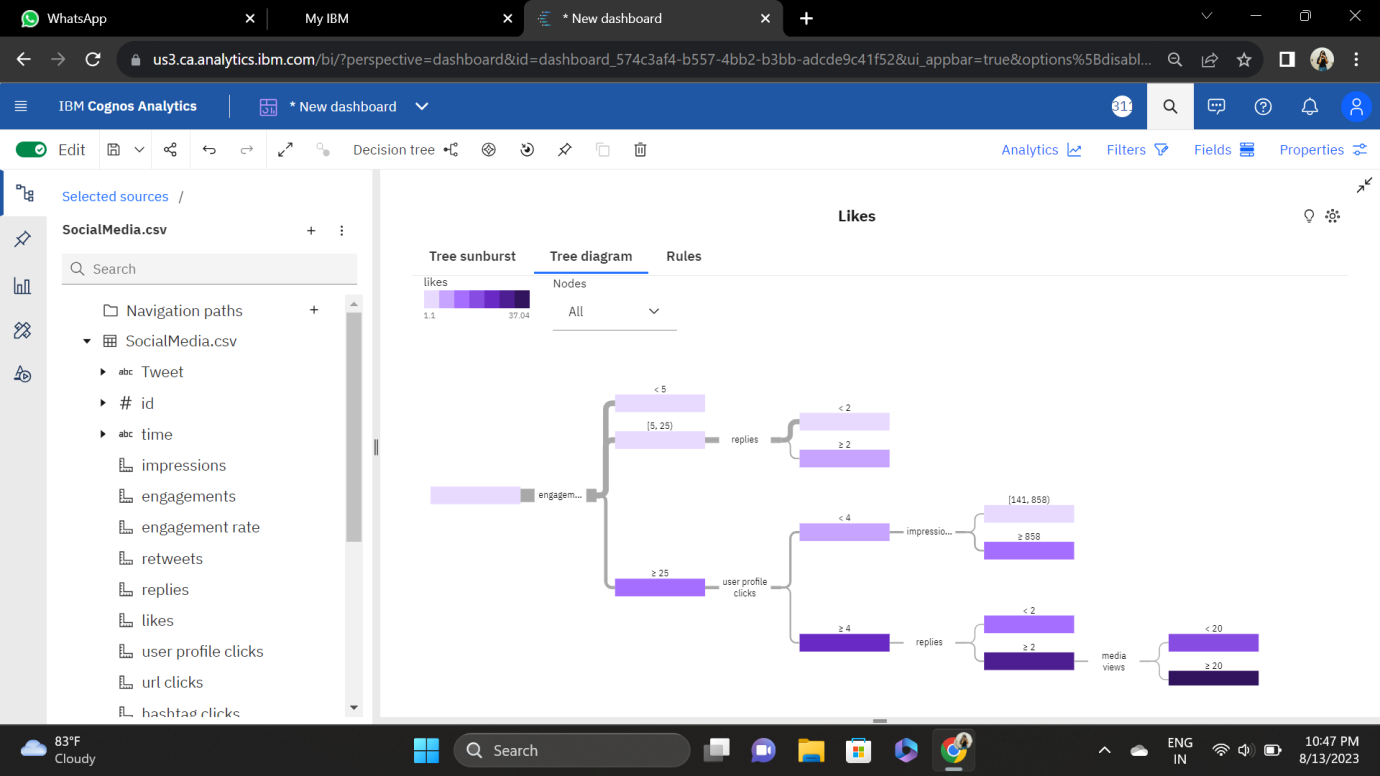 WhatsApp
My IBM
* New dashboard
us3.ca.analytics.ibm.com/bi/?perspective=dashboard&id=dashboard_574c3af4-b557-4bb2-b3bb-adcde9c41f52&ui_appbar=true&options%5Bdisabl...
IBM Cognos Analytics
* New dashboard
311
Edit
Decision tree
Analytics
Filters
Fields
Properties
Selected sources /
SocialMedia.csv
Search
Navigation paths
SocialMedia.csv
abc Tweet
# id
abc time
impressions
engagements
engagement rate
retweets
replies
likes
user profile clicks
url clicks
hashtag clicks
Likes
Tree sunburst
Tree diagram
Rules
likes
1.1
37.04
Nodes
All
engagem...
< 5
[5, 25)
≥ 25
replies
< 2
≥ 2
user profile
clicks
< 4
≥ 4
impressio...
[141, 858)
≥ 858
replies
< 2
≥ 2
media
views
< 20
≥ 20
83°F
Cloudy
Search
ENG
IN
10:47 PM
8/13/2023